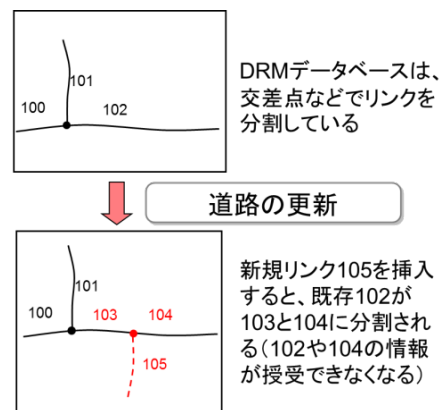 101
100
102
DRMデータベースは、
交差点などでリンクを
分割している
道路の更新
101
100
103
104
105
新規リンク105を挿入
すると、既存102が
103と104に分割され
る(102や104の情報
が授受できなくなる)